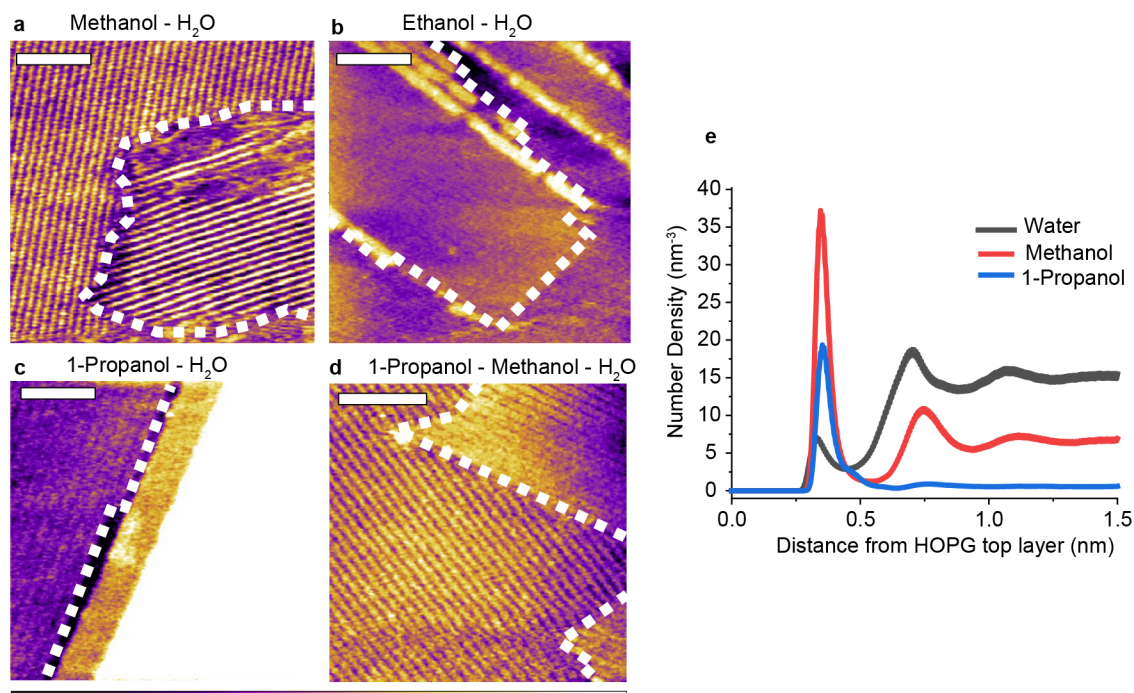 a Methanol - H2O
b Ethanol - H2O
c 1-Propanol - H2O
d 1-Propanol - Methanol - H2O
e
Number Density (nm-3)
40
35
30
25
20
15
10
5
0
Water
Methanol
1-Propanol
0.0 0.5 1.0 1.5
Distance from HOPG top layer (nm)